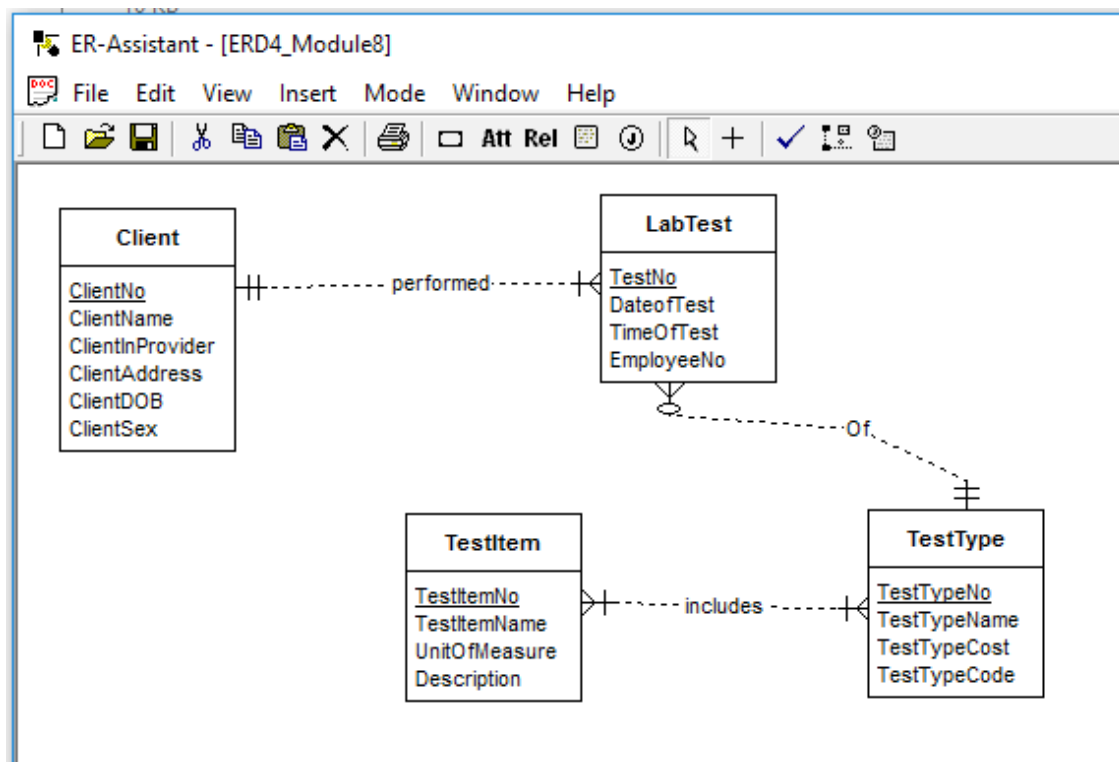 ER-Assistant - [ERD4_Module8]
DOC
File Edit View Insert Mode Window Help
Att Rel J
Client
ClientNo
ClientName
ClientInProvider
ClientAddress
ClientDOB
ClientSex
performed
LabTest
TestNo
DateofTest
TimeOfTest
EmployeeNo
Of
TestItem
TestItemNo
TestItemName
UnitOfMeasure
Description
includes
TestType
TestTypeNo
TestTypeName
TestTypeCost
TestTypeCode